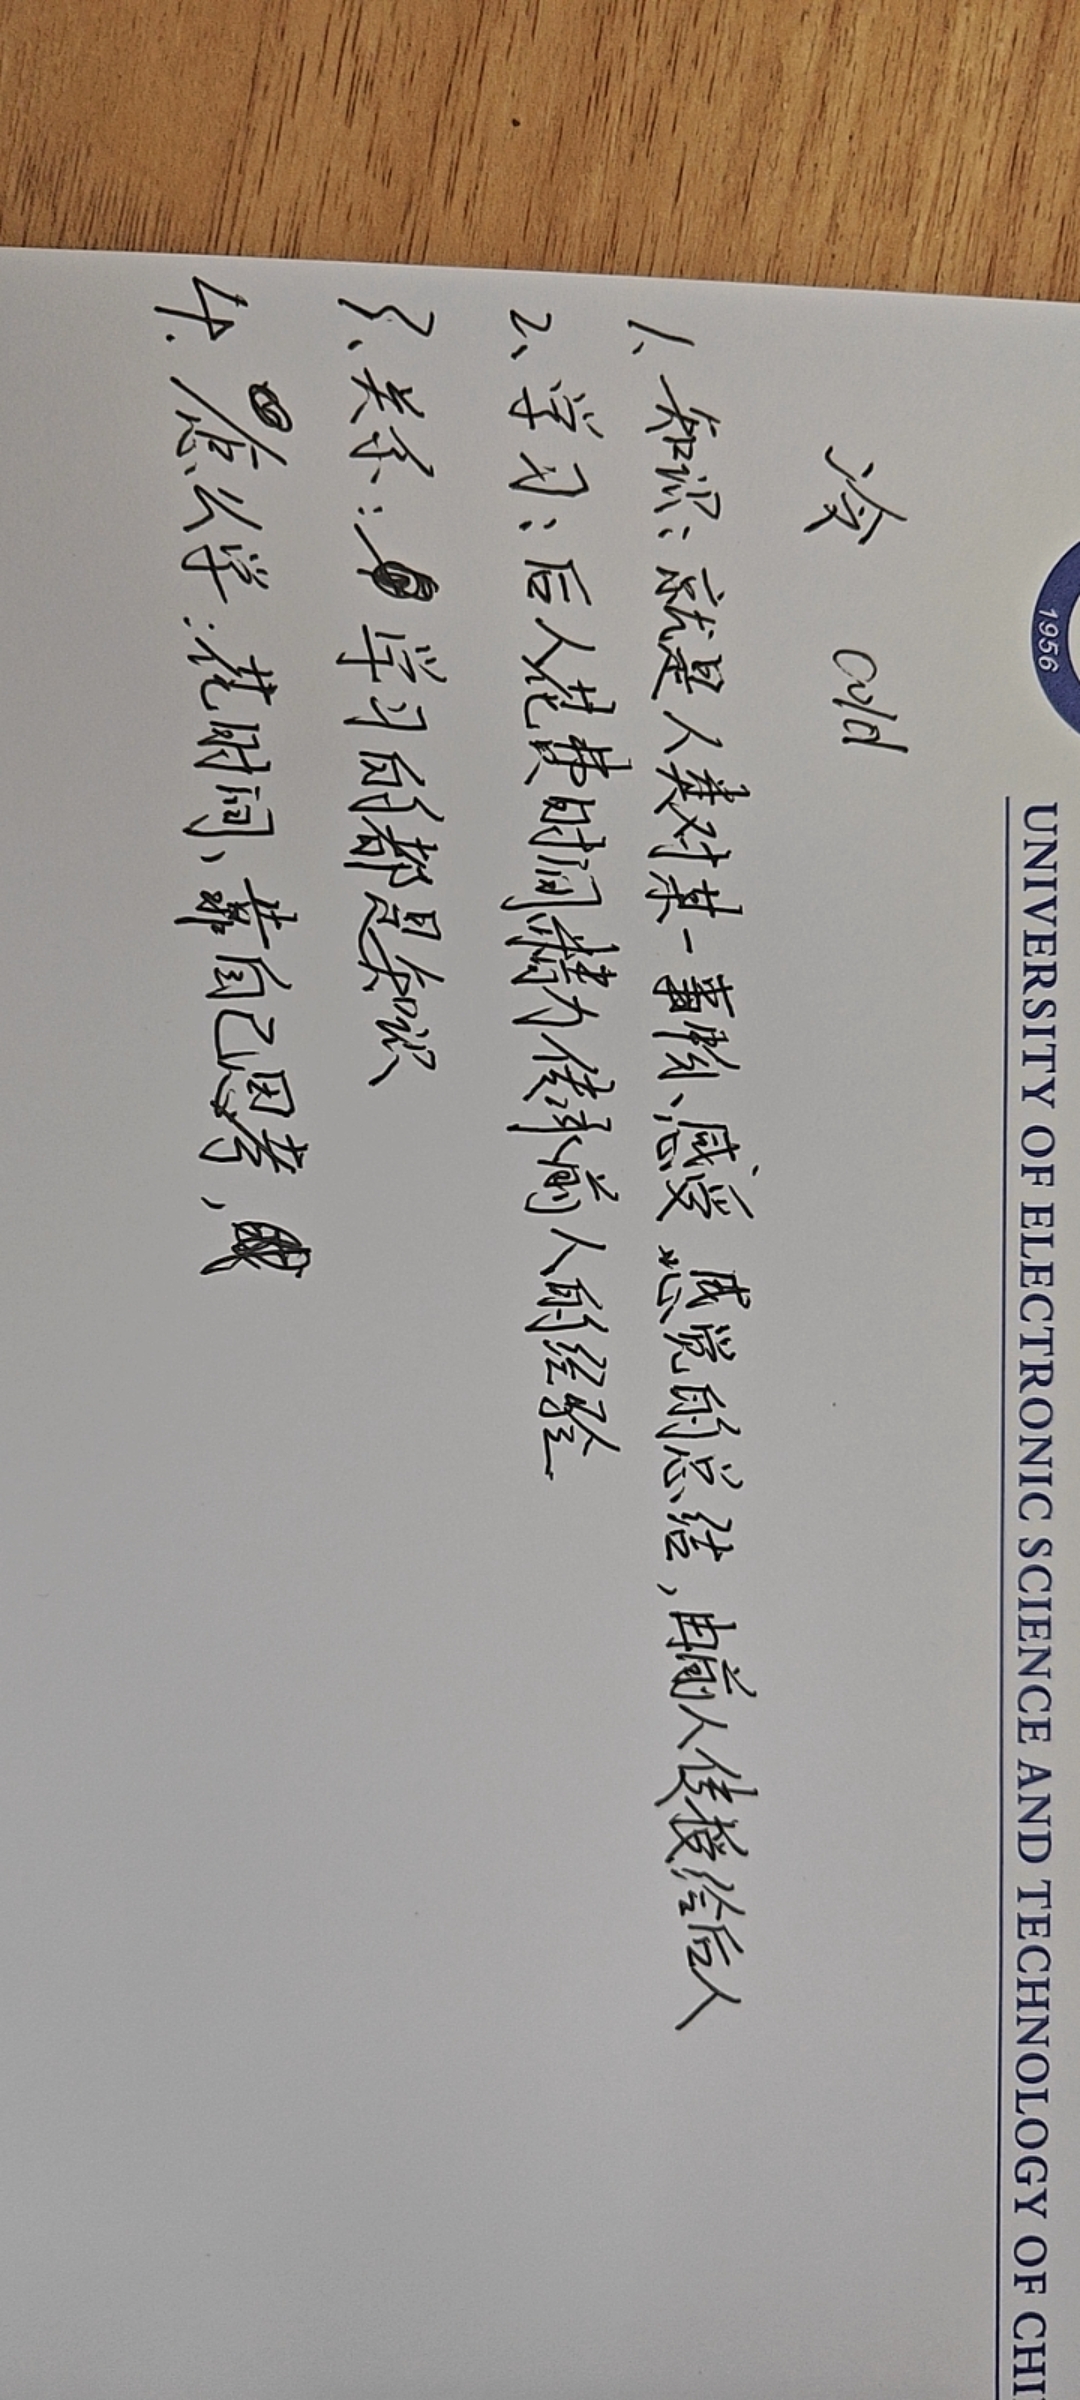 1956
UNIVERSITY OF ELECTRONIC SCIENCE AND TECHNOLOGY OF CHI
冷 cold
1、知识：就是人类对某一事物、感受、感觉的总结，由前人传授给后人
2、学习：后人花费时间精力传承前人的经验
3、关系：学习的都是知识
4.怎么学：花时间、靠自己思考，